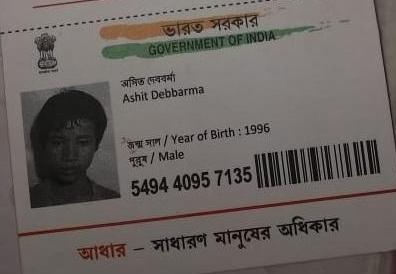 ভারত সরকার
GOVERNMENT OF INDIA
অসিত দেববর্মা
Ashit Debbarma
জন্ম সাল / Year of Birth : 1996
পুরুষ / Male
5494 4095 7135
আধার – সাধারণ মানুষের অধিকার